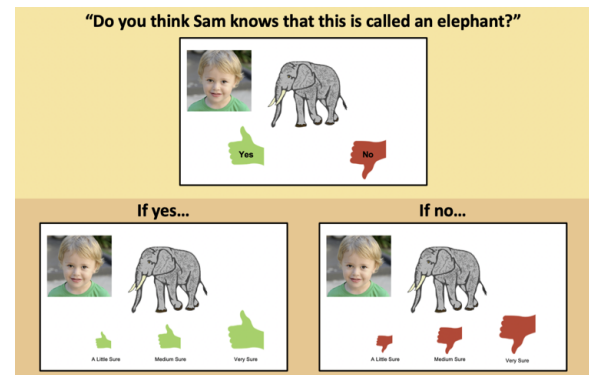 “Do you think Sam knows that this is called an elephant?”
Yes
No
If yes...
If no...
A Little Sure
Medium Sure
Very Sure
A Little Sure
Medium Sure
Very Sure